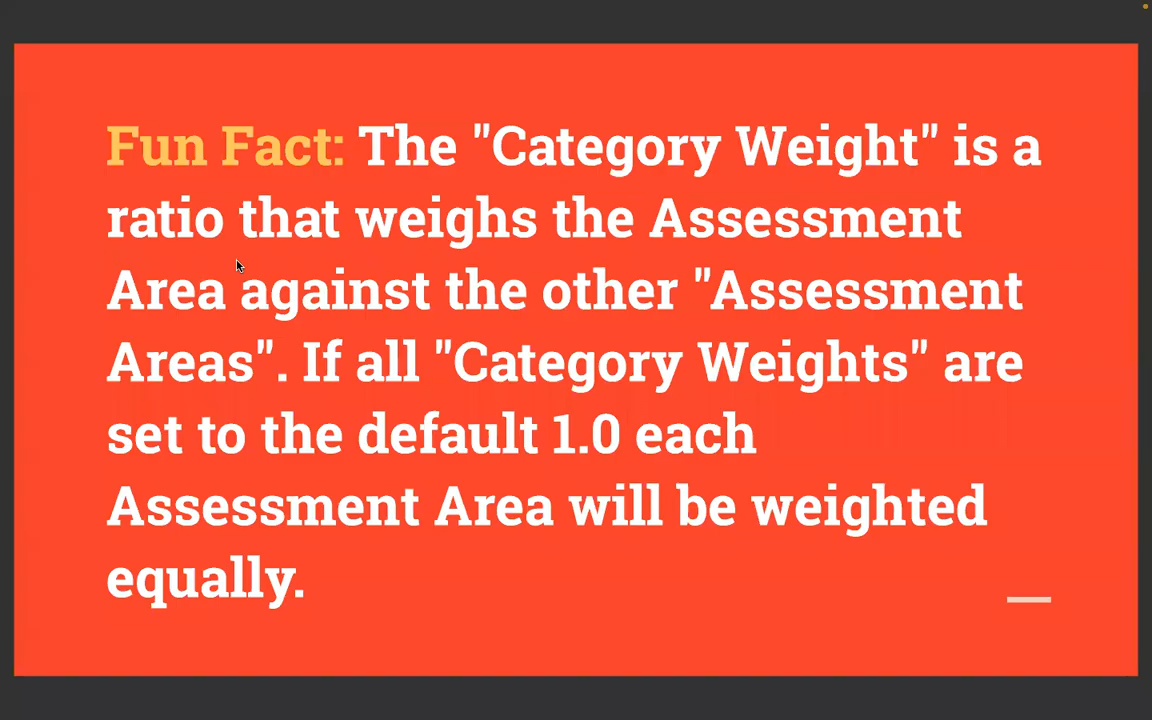 Fun Fact: The "Category Weight" is a
ratio that weighs the Assessment
Area against the other "Assessment
Areas". If all "Category Weights" are
set to the default 1.0 each
Assessment Area will be weighted
equally.